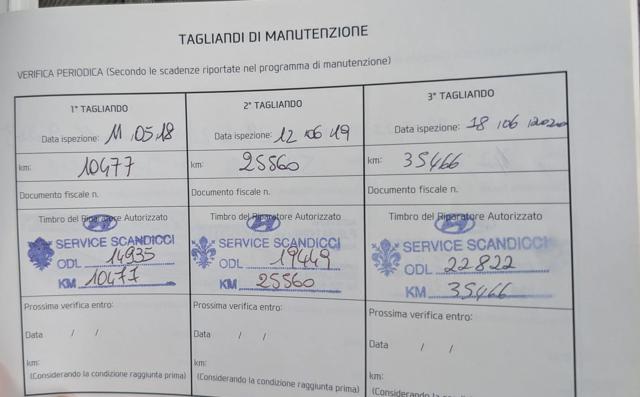 TAGLIANDI DI MANUTENZIONE
VERIFICA PERIODICA (Secondo le scadenze riportate nel programma di manutenzione)
1° TAGLIANDO
Data ispezione: 11 05 18
km: 10477
Documento fiscale n.
Timbro del Riparatore Autorizzato
SERVICE SCANDICCI
ODL 14935
KM 10477
Prossima verifica entro:
Data / /
km:
(Considerando la condizione raggiunta prima)
2° TAGLIANDO
Data ispezione: 12 06 19
km: 25560
Documento fiscale n.
Timbro del Riparatore Autorizzato
SERVICE SCANDICCI
ODL 19449
KM 25560
Prossima verifica entro:
Data / /
km:
(Considerando la condizione raggiunta prima)
3° TAGLIANDO
Data ispezione: 18 06 2020
km: 35466
Documento fiscale n.
Timbro del Riparatore Autorizzato
SERVICE SCANDICCI
ODL 22822
KM 35466
Prossima verifica entro:
Data / /
km:
(Considerando la condizione raggiunta prima)